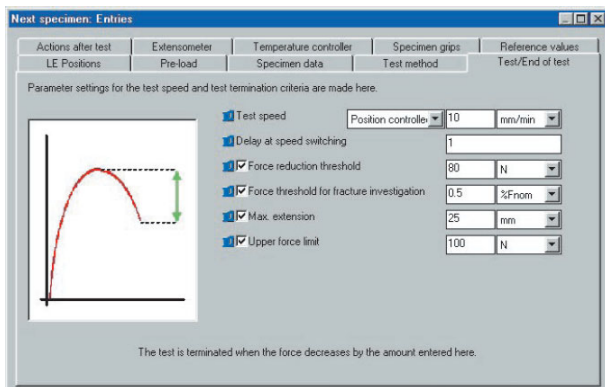 Next specimen: Entries
Actions after test Extensometer Temperature controller Specimen grips Reference values
LE Positions Pre-load Specimen data Test method Test/End of test
Parameter settings for the test speed and test termination criteria are made here.
Test speed Position controlle 10 mm/min
Delay at speed switching 1
Force reduction threshold 80 N
Force threshold for fracture investigation 0.5 %Fnom
Max. extension 25 mm
Upper force limit 100 N
The test is terminated when the force decreases by the amount entered here.